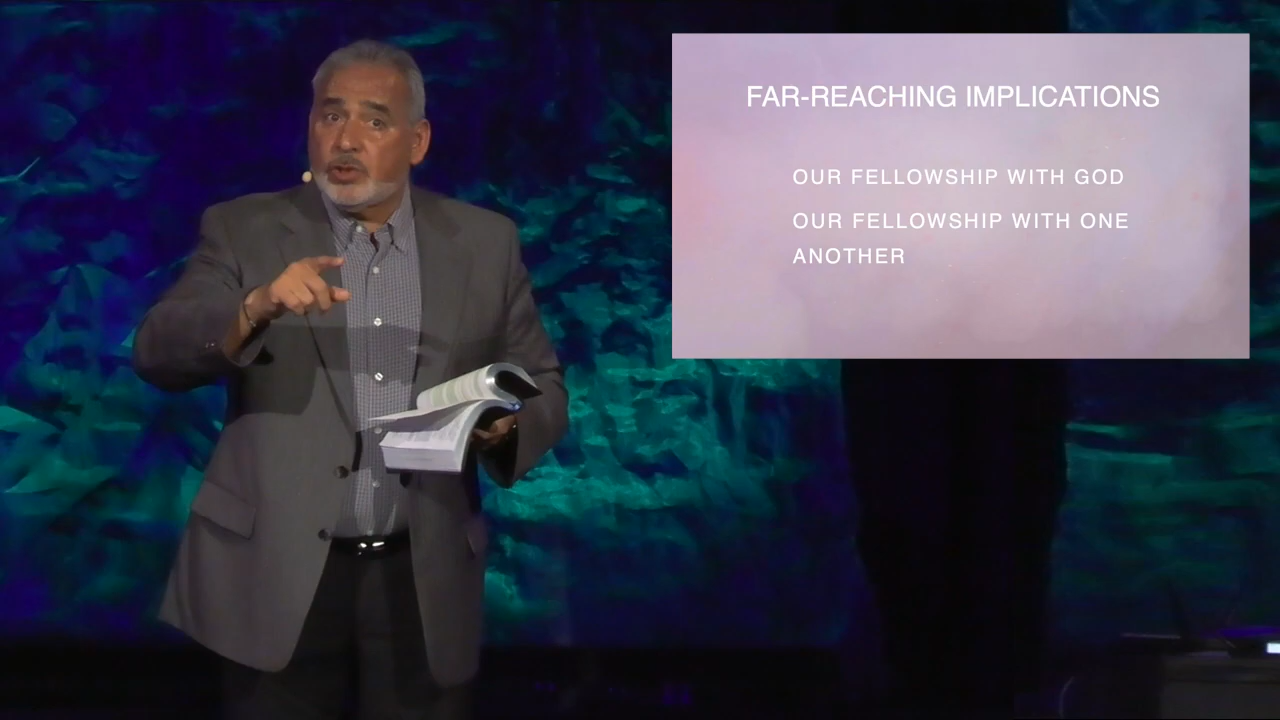 FAR-REACHING IMPLICATIONS
OUR FELLOWSHIP WITH GOD
OUR FELLOWSHIP WITH ONE
ANOTHER